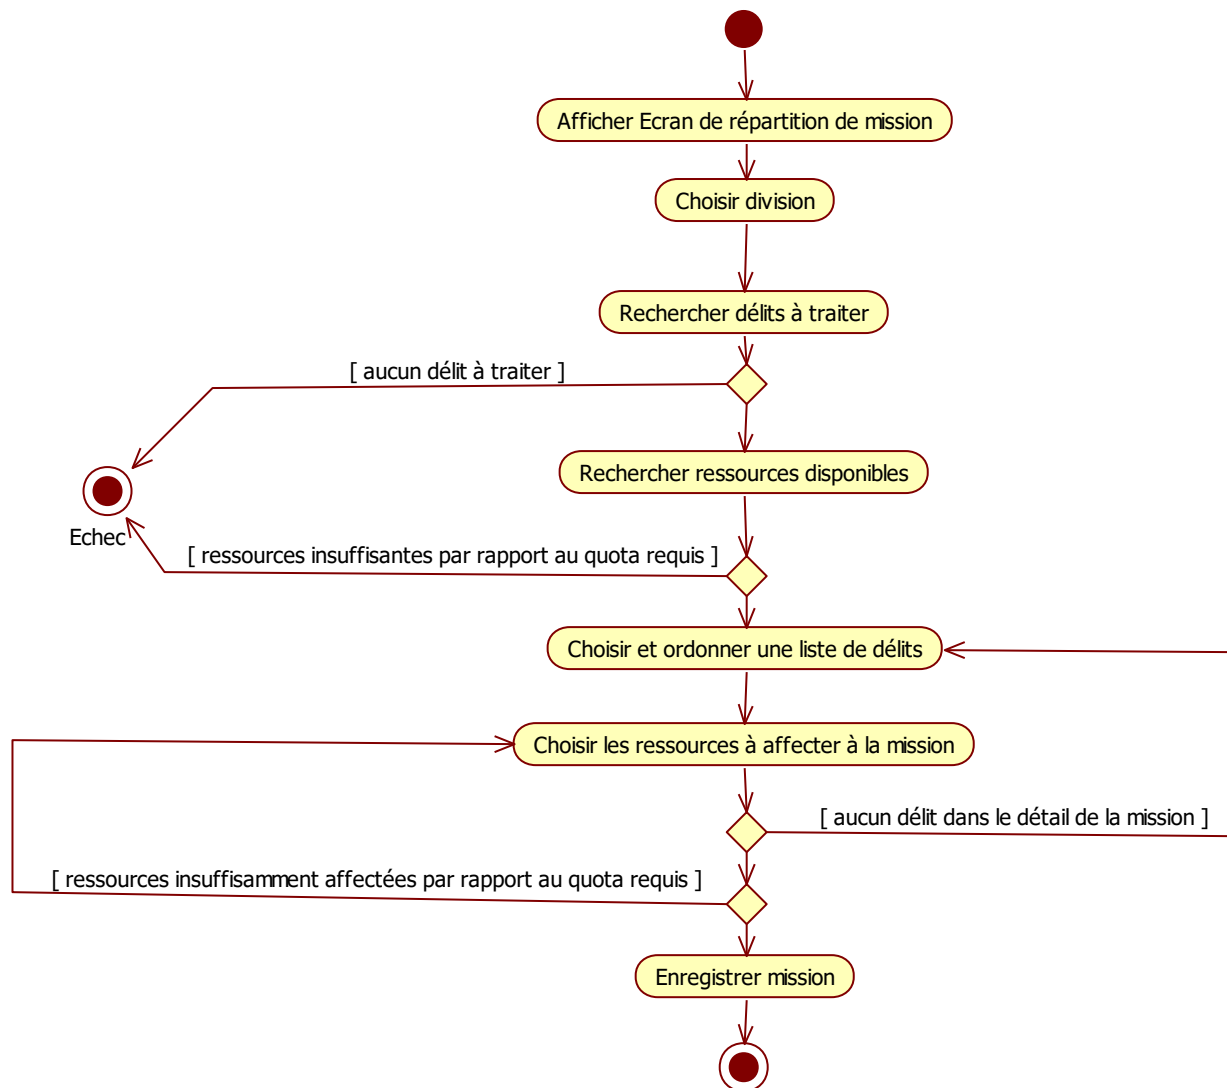 Afficher Ecran de répartition de mission
Choisir division
Rechercher délits à traiter
[ aucun délit à traiter ]
Rechercher ressources disponibles
Echec
[ ressources insuffisantes par rapport au quota requis ]
Choisir et ordonner une liste de délits
Choisir les ressources à affecter à la mission
[ aucun délit dans le détail de la mission ]
[ ressources insuffisamment affectées par rapport au quota requis ]
Enregistrer mission